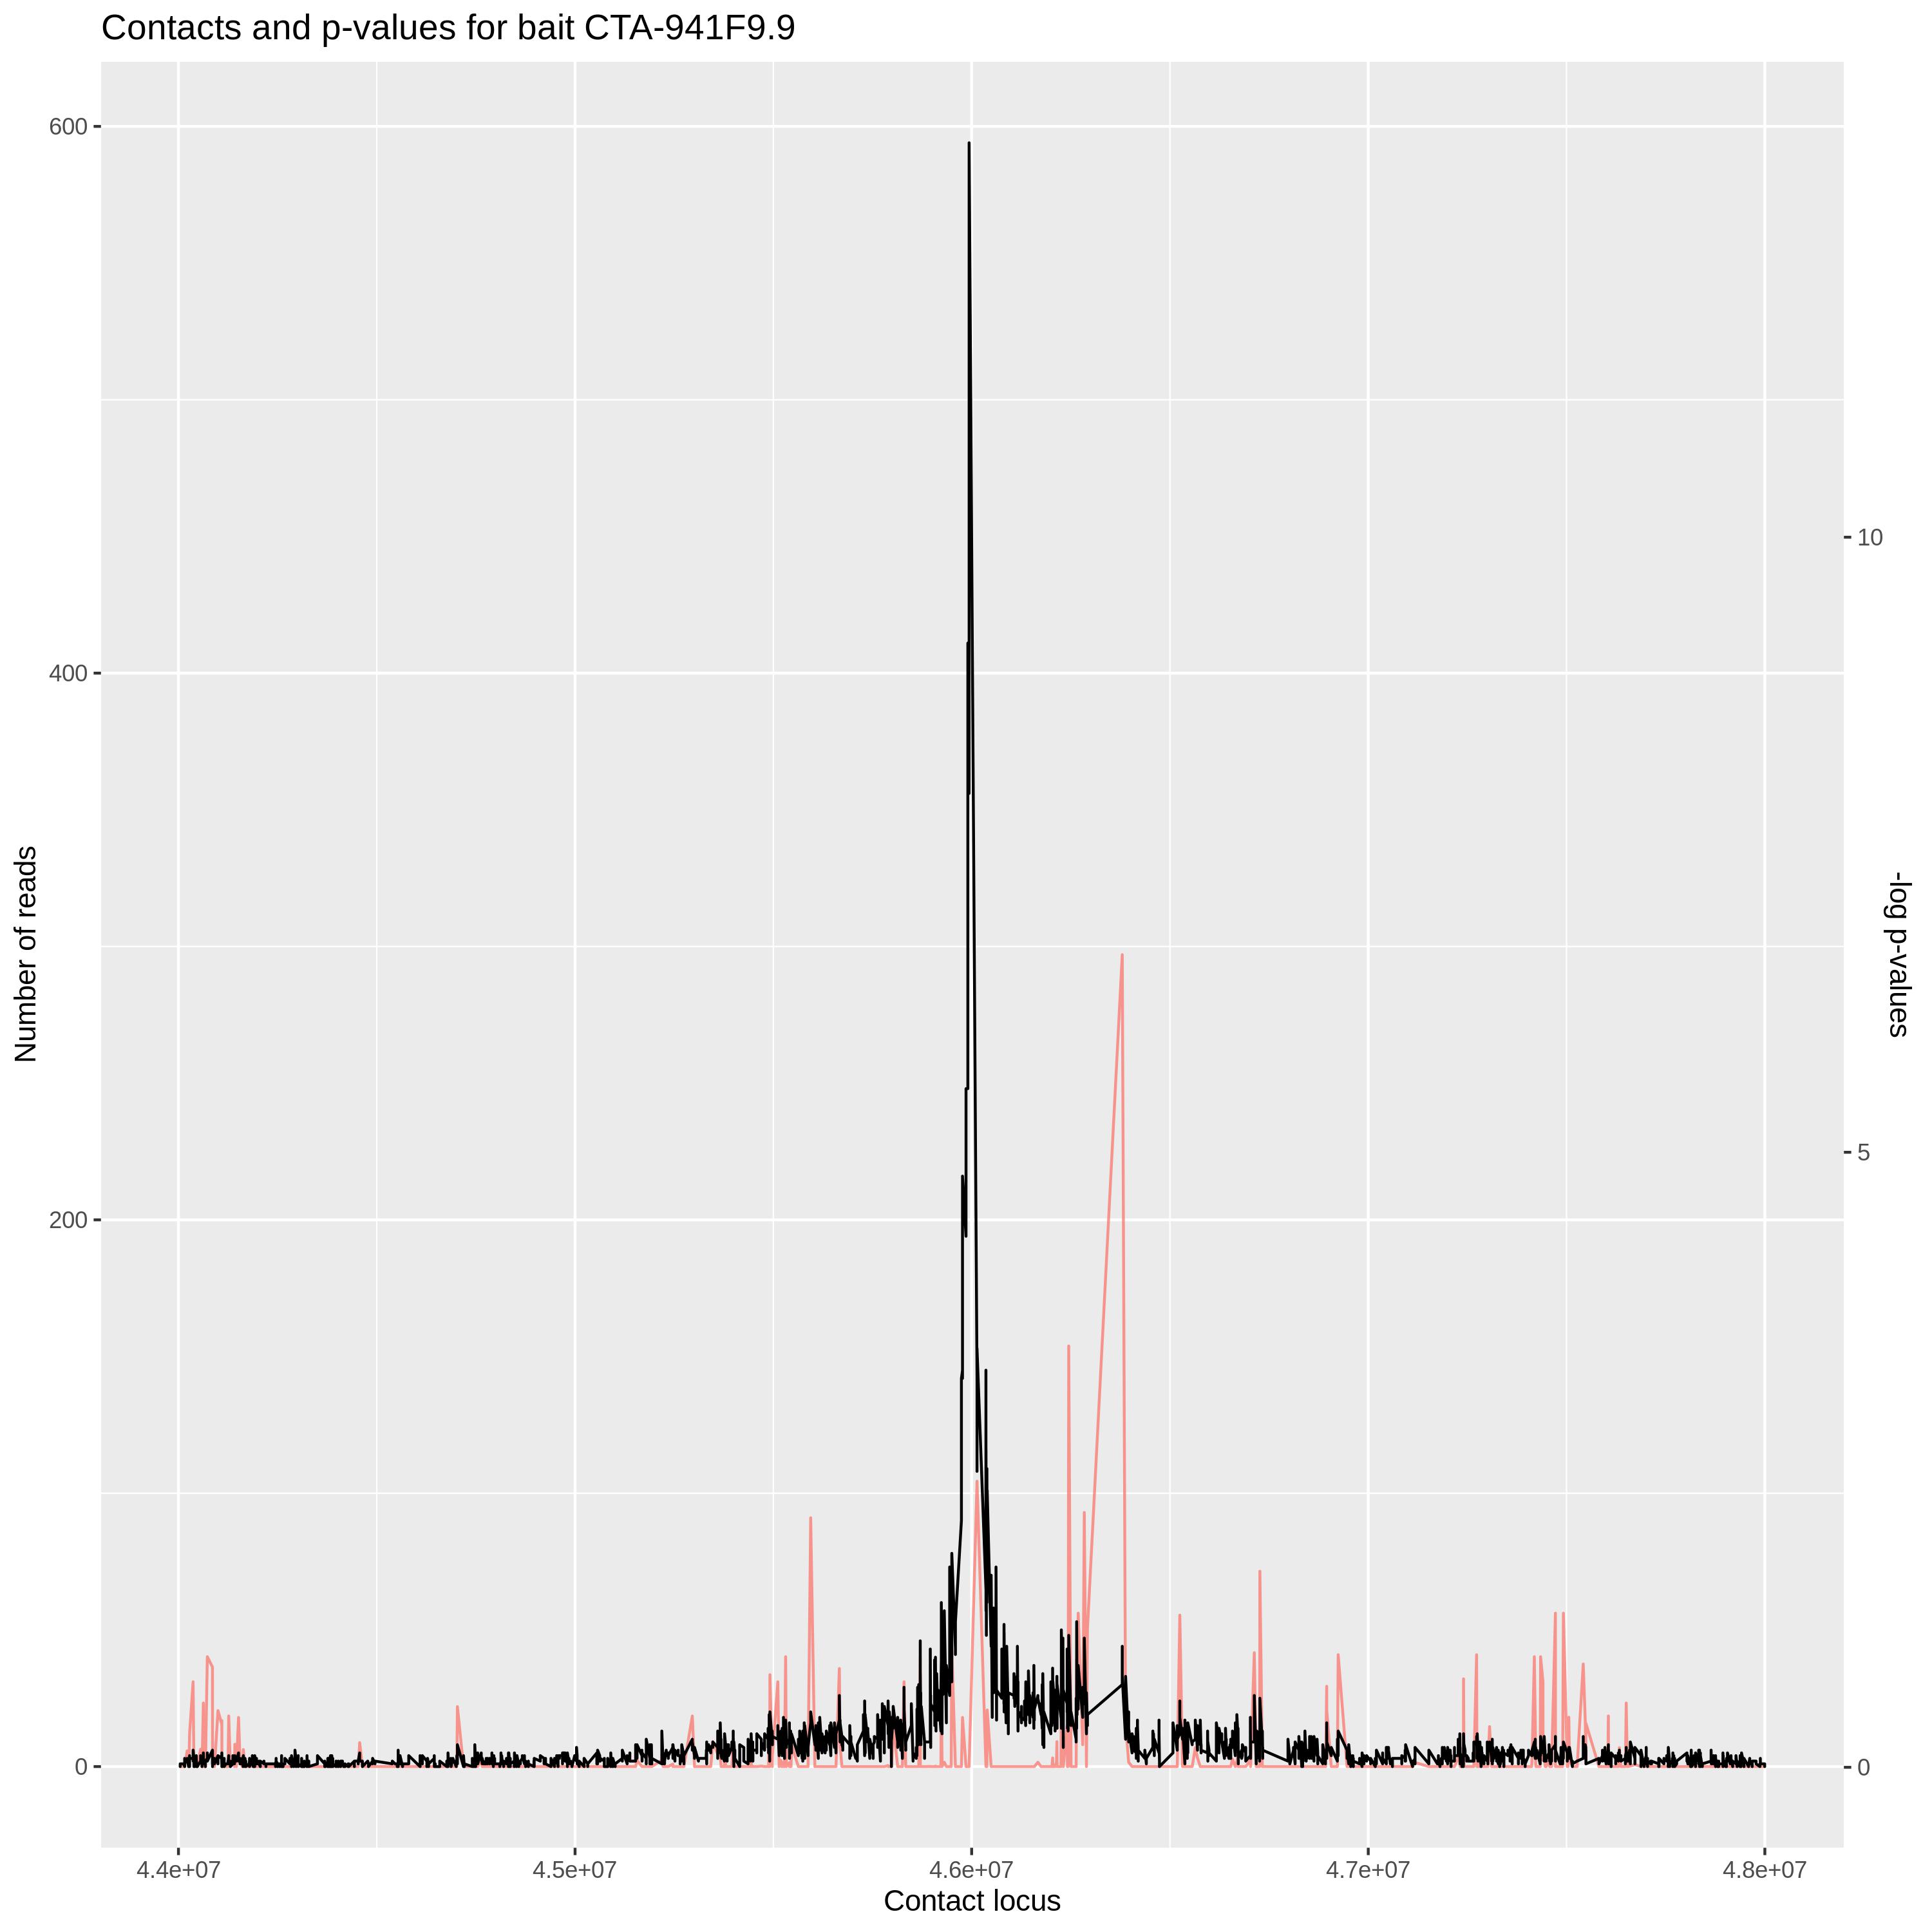 Contacts and p-values for bait CTA-941F9.9
600
400
200
0
Number of reads
10
5
0
-log p-values
4.4e+07
4.5e+07
4.6e+07
4.7e+07
4.8e+07
Contact locus